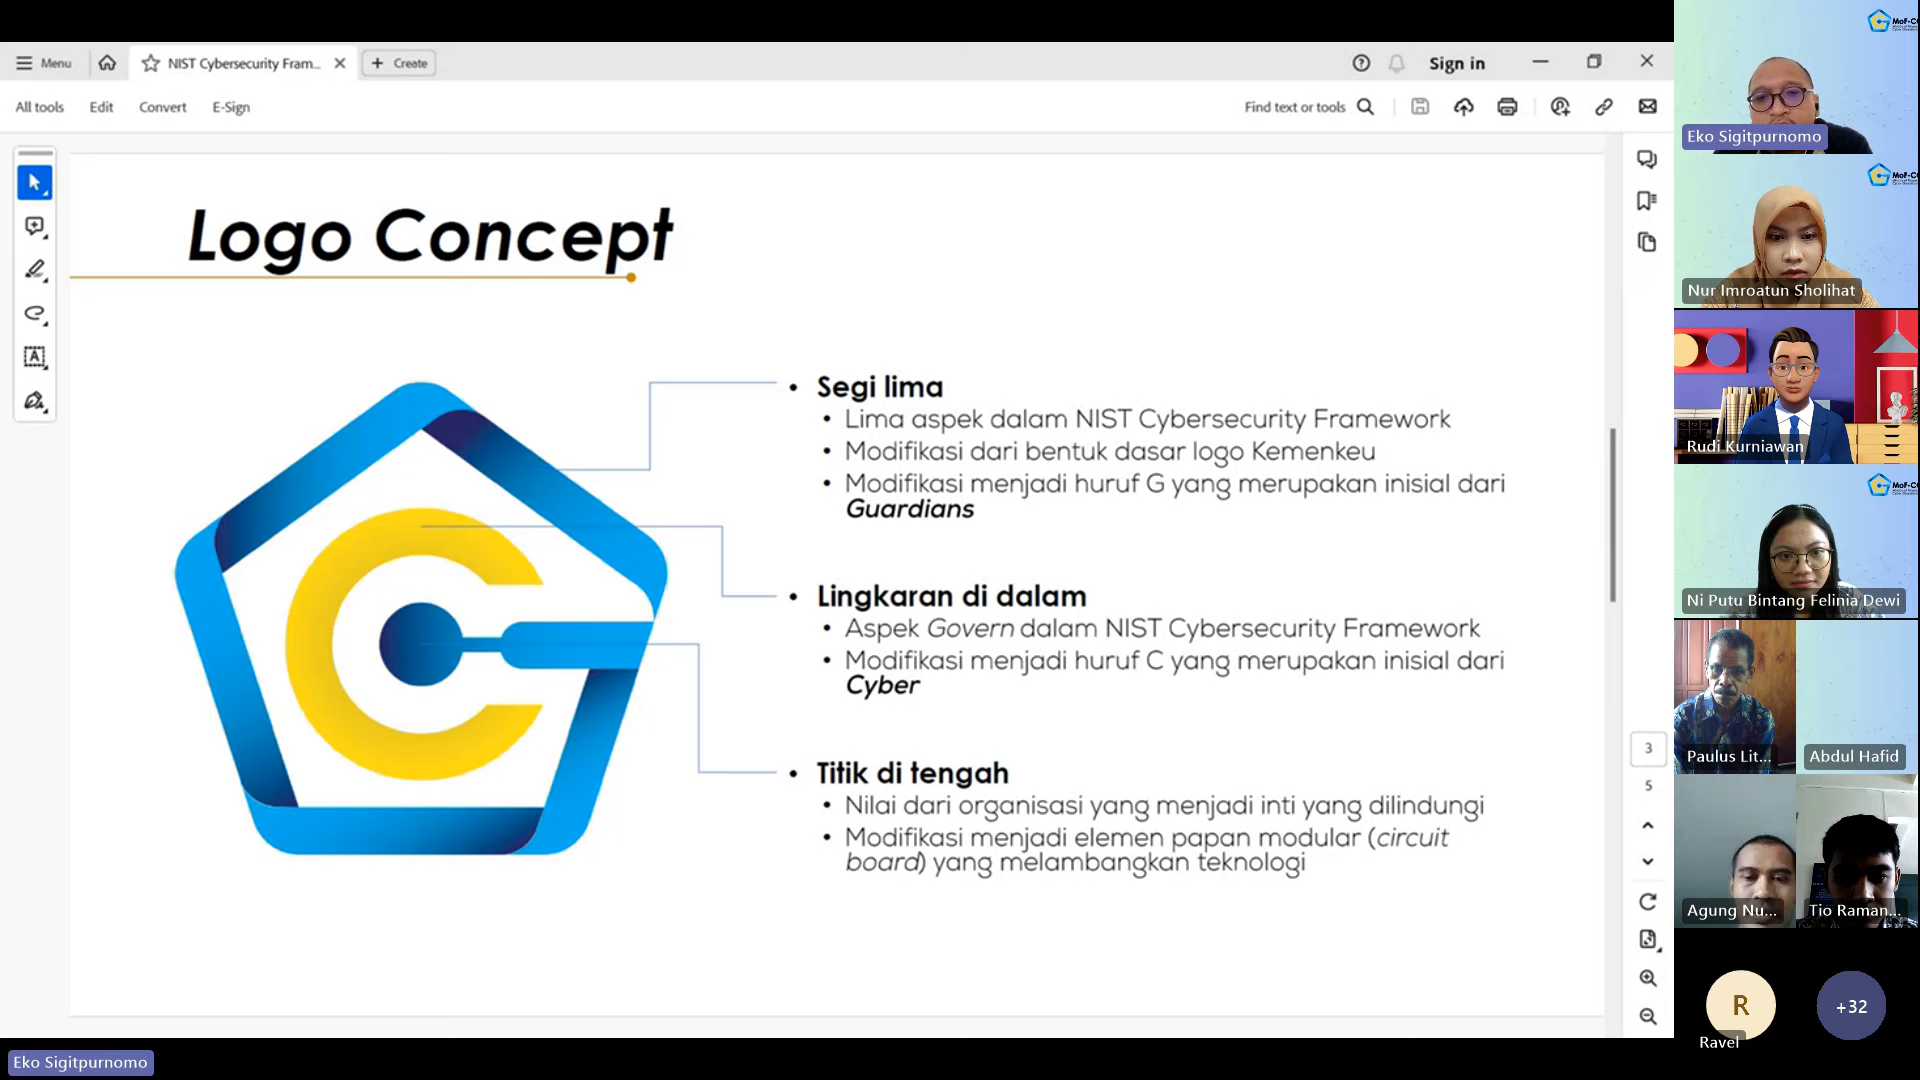 Menu
NIST Cybersecurity Fram...
Create
Sign in
All tools
Edit
Convert
E-Sign
Find text or tools
Logo Concept
• Segi lima
• Lima aspek dalam NIST Cybersecurity Framework
• Modifikasi dari bentuk dasar logo Kemenkeu
• Modifikasi menjadi huruf G yang merupakan inisial dari
Guardians
• Lingkaran di dalam
• Aspek Govern dalam NIST Cybersecurity Framework
• Modifikasi menjadi huruf C yang merupakan inisial dari
Cyber
• Titik di tengah
• Nilai dari organisasi yang menjadi inti yang dilindungi
• Modifikasi menjadi elemen papan modular (circuit
board) yang melambangkan teknologi
3
5
Eko Sigitpurnomo
Nur Imroatun Sholihat
Rudi Kurniawan
Ni Putu Bintang Felinia Dewi
Paulus Lit...
Abdul Hafid
Agung Nu...
Tio Raman...
R
Ravel
+32
Eko Sigitpurnomo